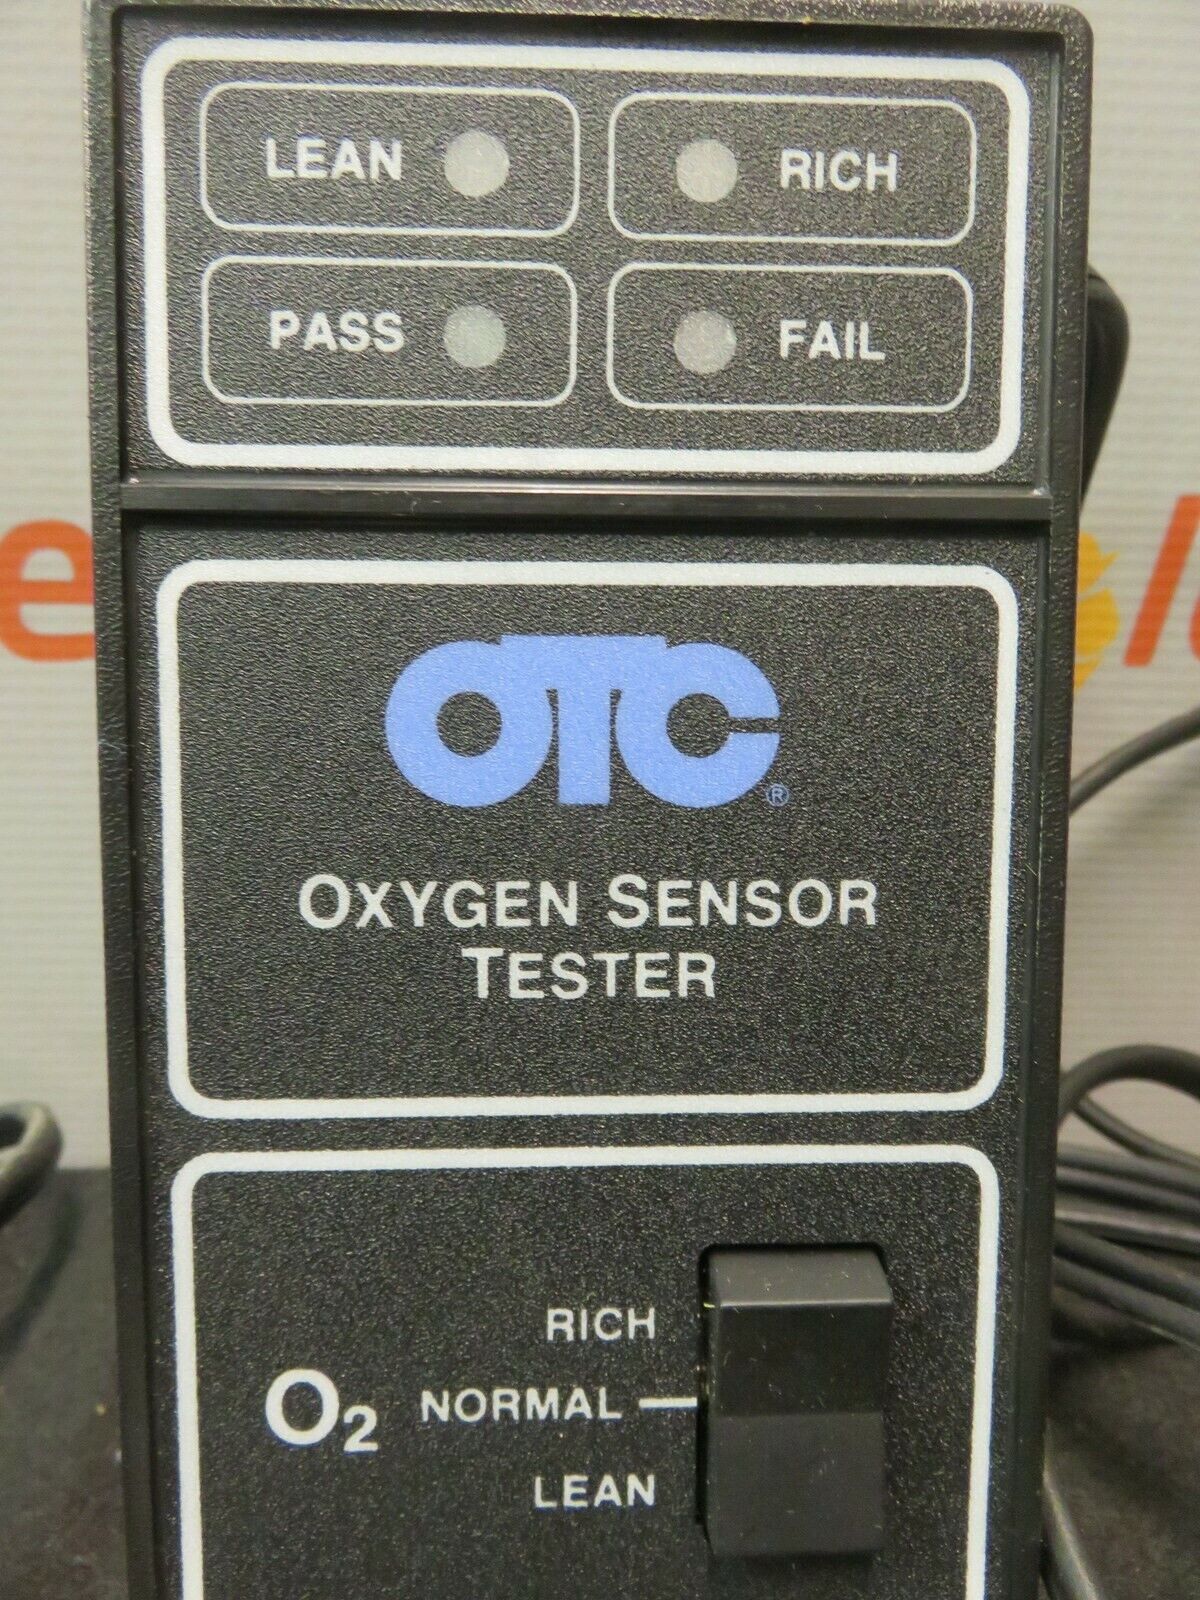 LEAN RICH
PASS FAIL
OTC®
OXYGEN SENSOR
TESTER
RICH
O₂ NORMAL
LEAN